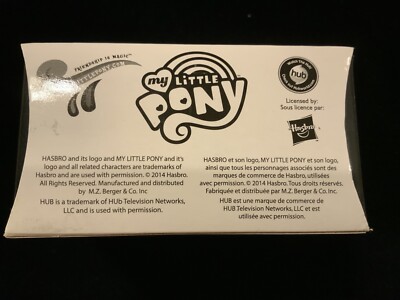 FRIENDSHIP IS MAGIC
my LiTTLE
PONY
hub
Licensed by:
Sous licence par:
Hasbro
HASBRO and its logo and MY LITTLE PONY and it's
logo and all related characters are trademarks of
Hasbro and are used with permission. © 2014 Hasbro.
All Rights Reserved. Manufactured and distributed
by M.Z. Berger & Co. Inc
HUB is a trademark of HUb Television Networks,
LLC and is used with permission.
HASBRO et son logo, MY LITTLE PONY et son logo,
ainsi que tous les personnages associés sont des
marques de commerce de Hasbro, utilisées
avec permission. © 2014 Hasbro. Tous droits réservés.
Fabriquée et distribuée par M.Z. Berger & Co. Inc.
HUB est une marque de commerce de
HUB Television Networks, LLC et est
utilisée avec permission.